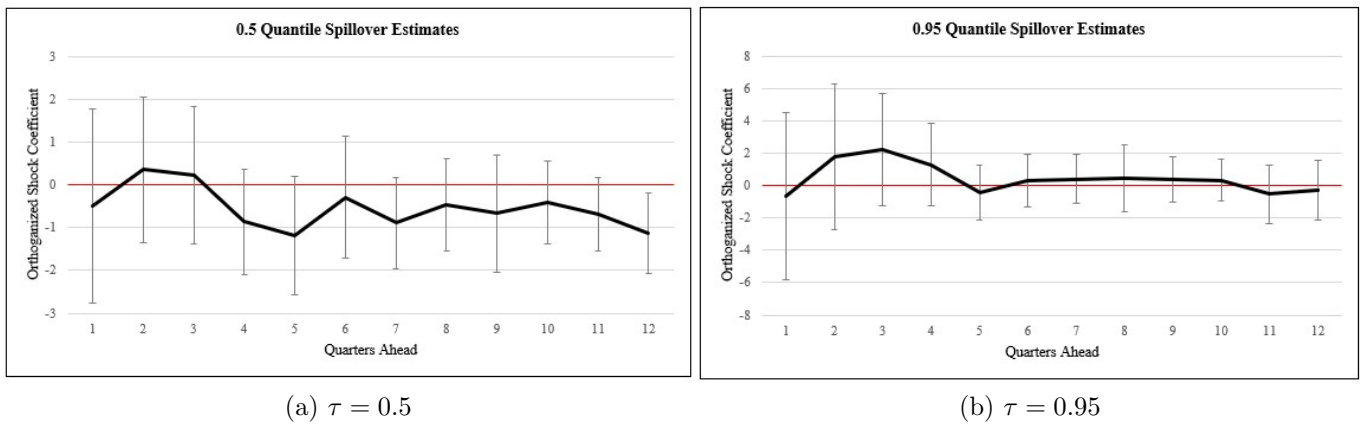 0.5 Quantile Spillover Estimates
3
2
1
0
-1
-2
-3
Orthoganized Shock Coefficient
1 2 3 4 5 6 7 8 9 10 11 12
Quarters Ahead
(a) τ = 0.5
0.95 Quantile Spillover Estimates
8
6
4
2
0
-2
-4
-6
-8
Orthogonized Shock Coefficient
1 2 3 4 5 6 7 8 9 10 11 12
Quarters Ahead
(b) τ = 0.95